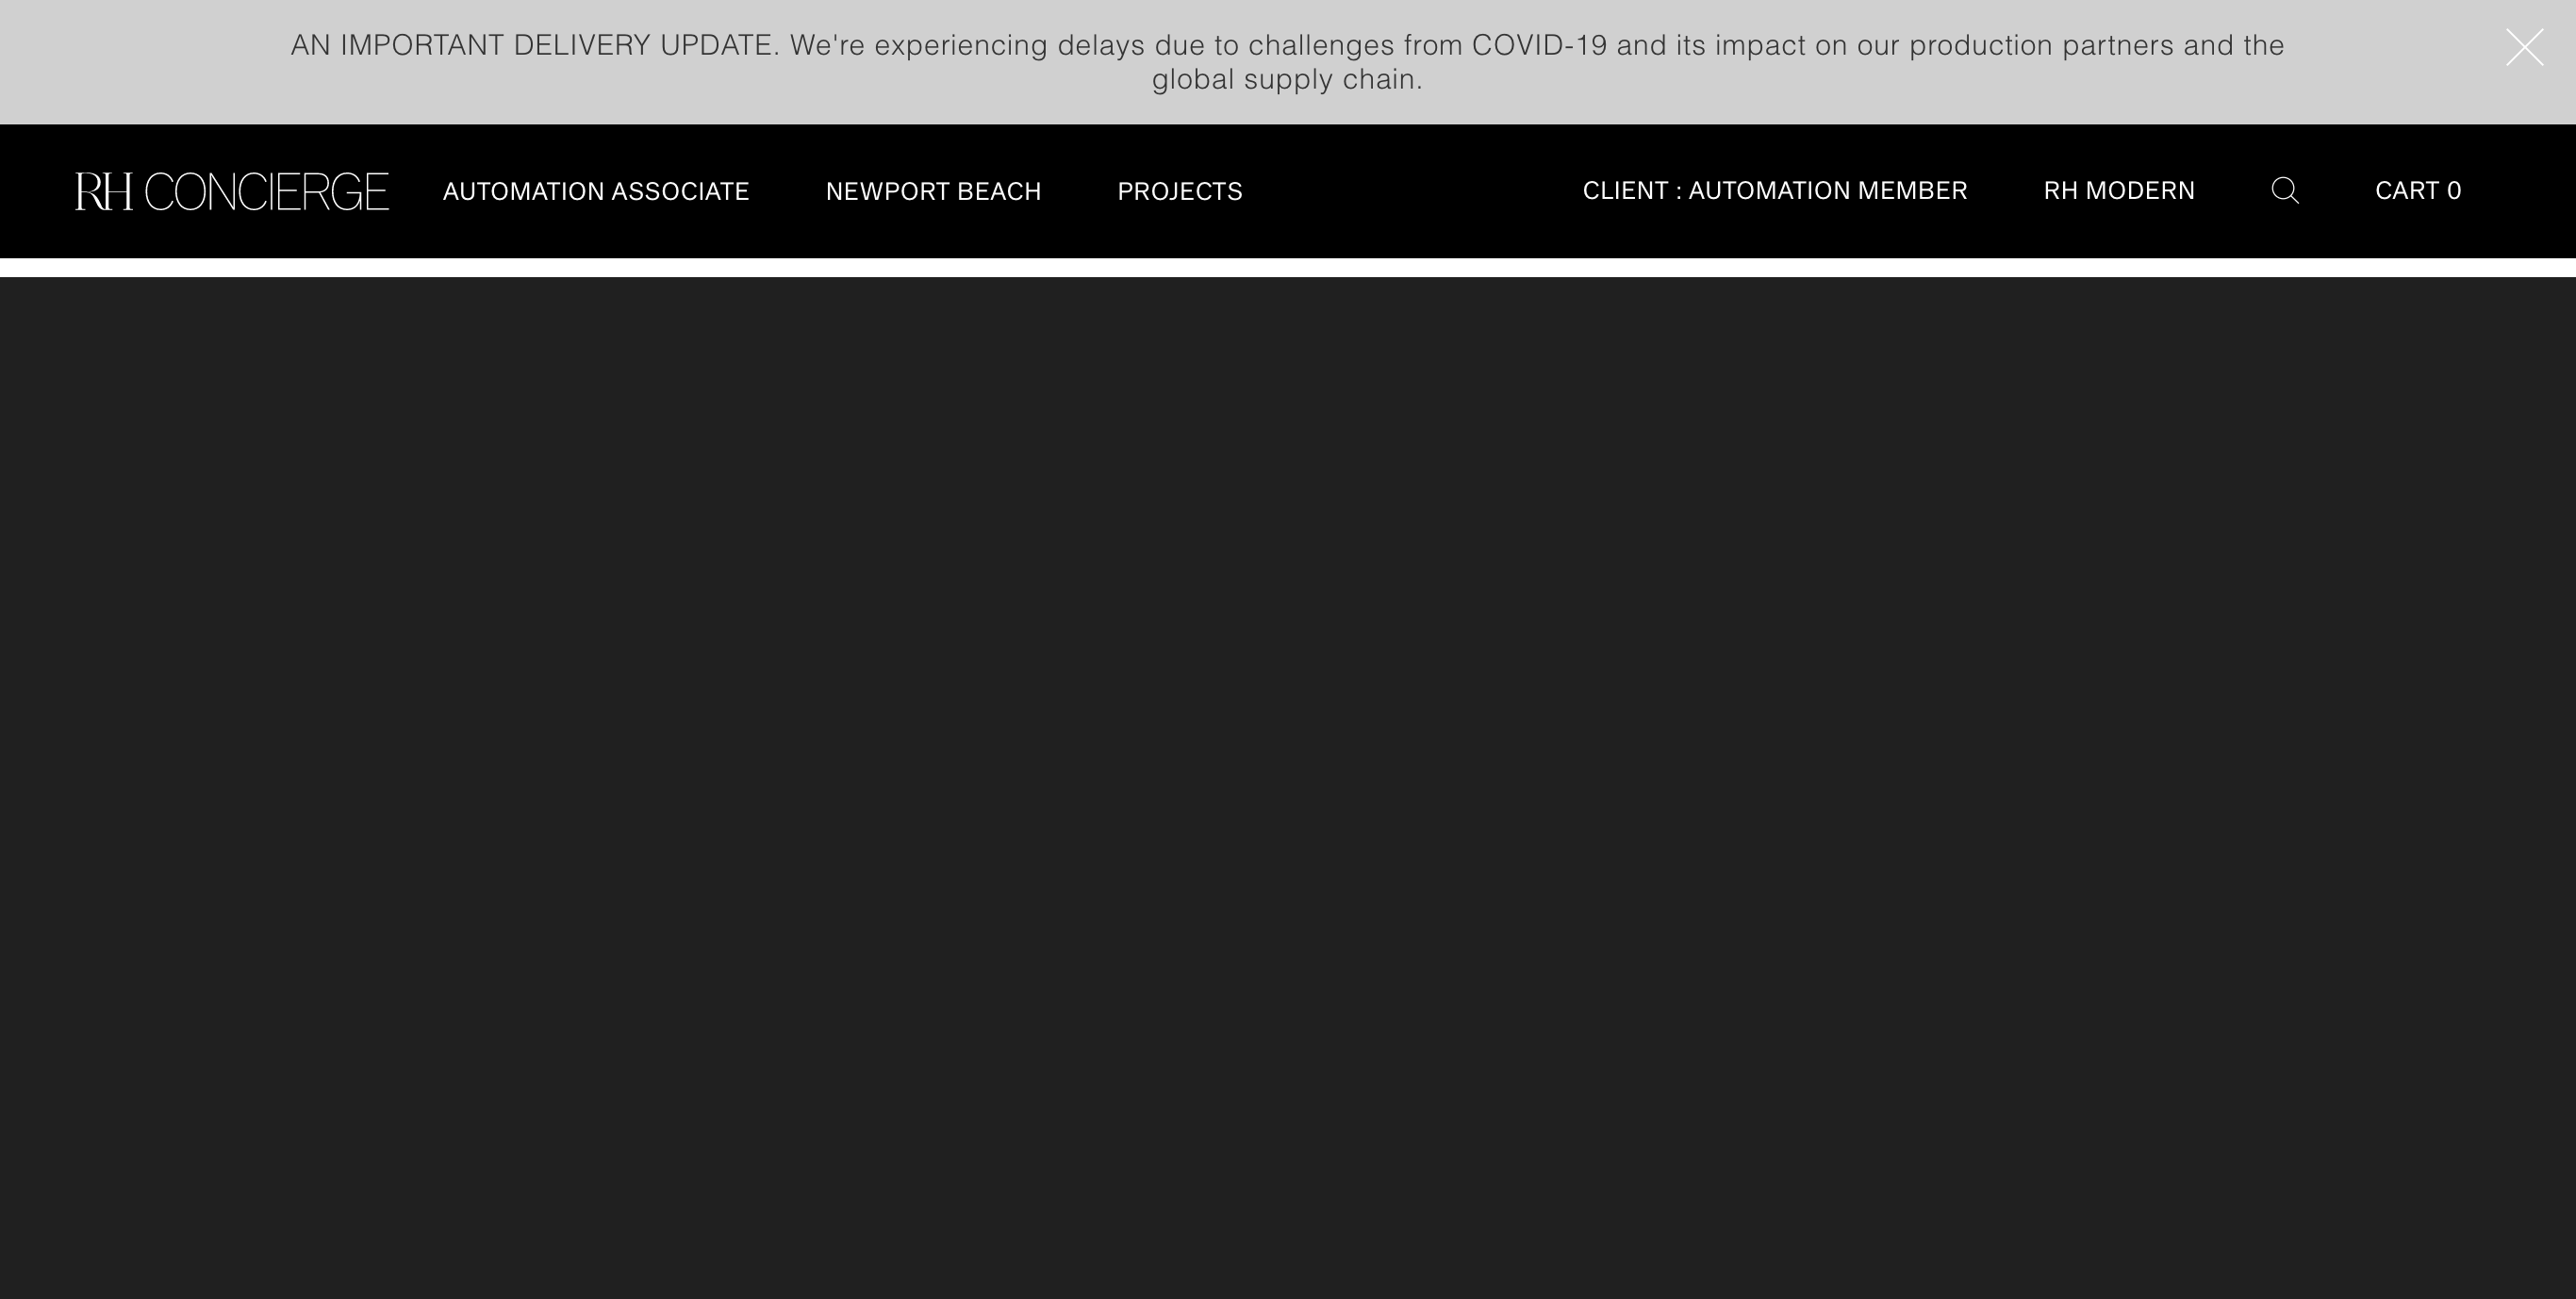 AN IMPORTANT DELIVERY UPDATE. We're experiencing delays due to challenges from COVID-19 and its impact on our production partners and the
global supply chain.
RH CONCIERGE AUTOMATION ASSOCIATE NEWPORT BEACH PROJECTS CLIENT : AUTOMATION MEMBER RH MODERN CART 0